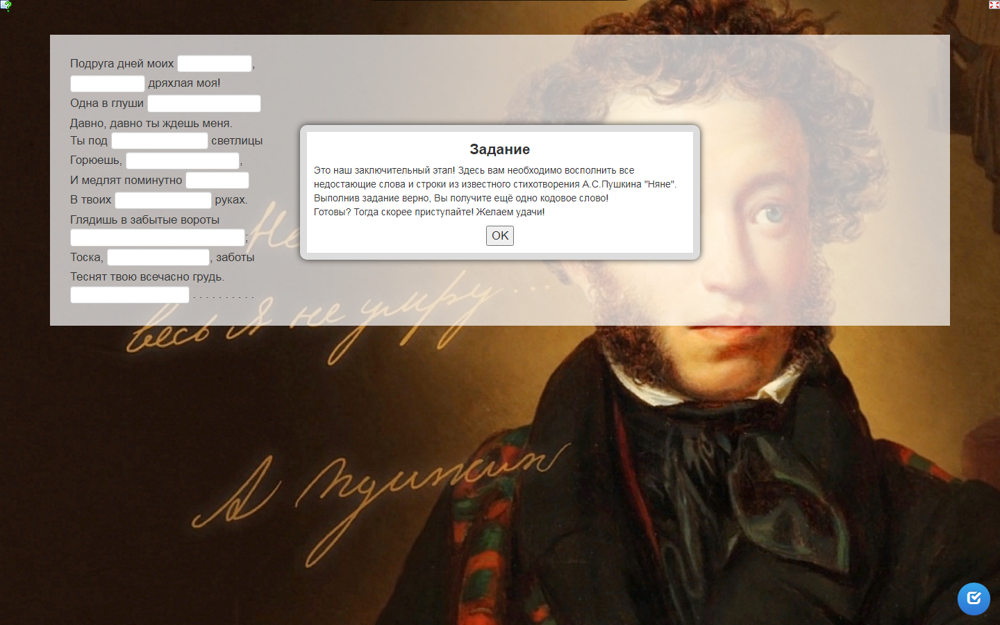 Подруга дней моих ,
дряхлая моя!
Одна в глуши
Давно, давно ты ждешь меня.
Ты под светлицы
Горюешь, ,
И медлят поминутно
В твоих руках.
Глядишь в забытые вороты
;
Тоска, , заботы
Теснят твою всечасно грудь.
. . . . . . . . . .
Задание
Это наш заключительный этап! Здесь вам необходимо восполнить все
недостающие слова и строки из известного стихотворения А.С.Пушкина "Няне".
Выполнив задание верно, Вы получите ещё одно кодовое слово!
Готовы? Тогда скорее приступайте! Желаем удачи!
OK
Не
весь я не умру...
А Пушкин